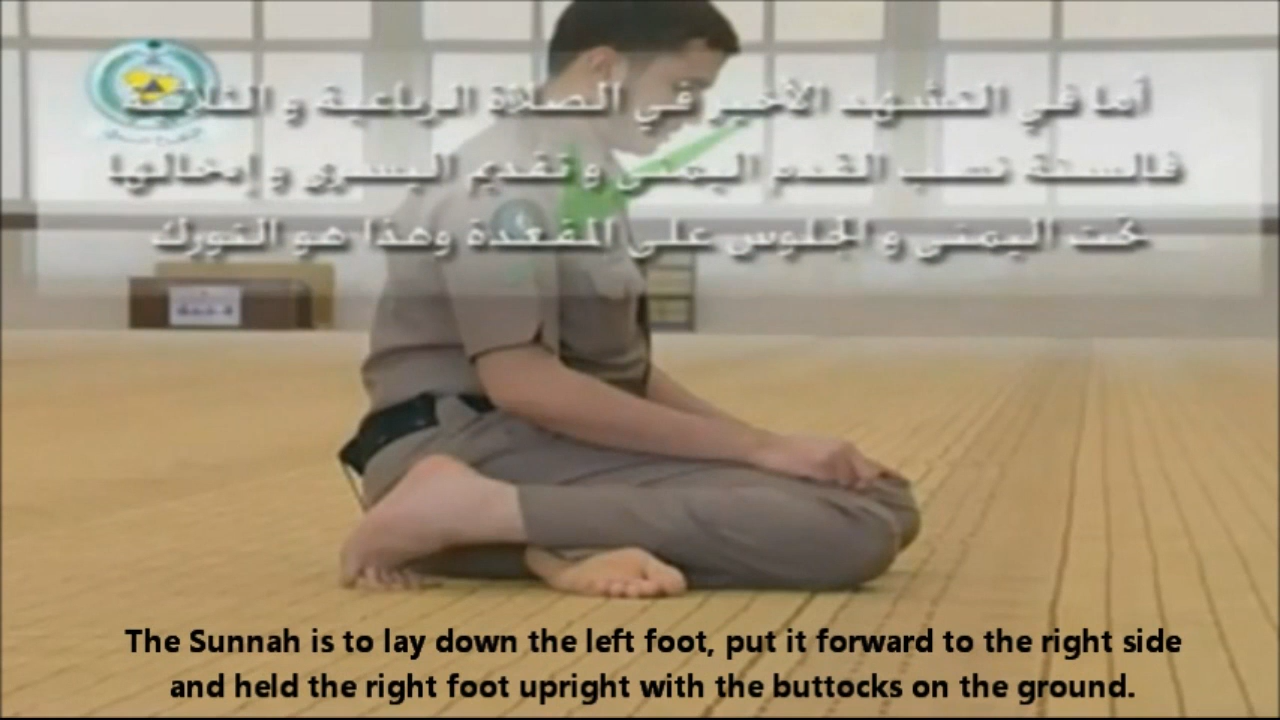 أما في التشهد الأخير في الصلاة الرباعية و الثلاثية
فالسنة نصب القدم اليمنى و تقديم اليسرى و إدخالها
تحت اليمنى و الجلوس على المقعدة وهذا هو التورك
The Sunnah is to lay down the left foot, put it forward to the right side
and held the right foot upright with the buttocks on the ground.